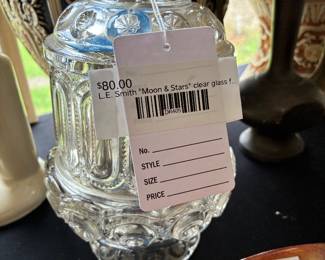 $80.00
L.E. Smith "Moon & Stars" clear glass f...
No.
STYLE
SIZE
PRICE